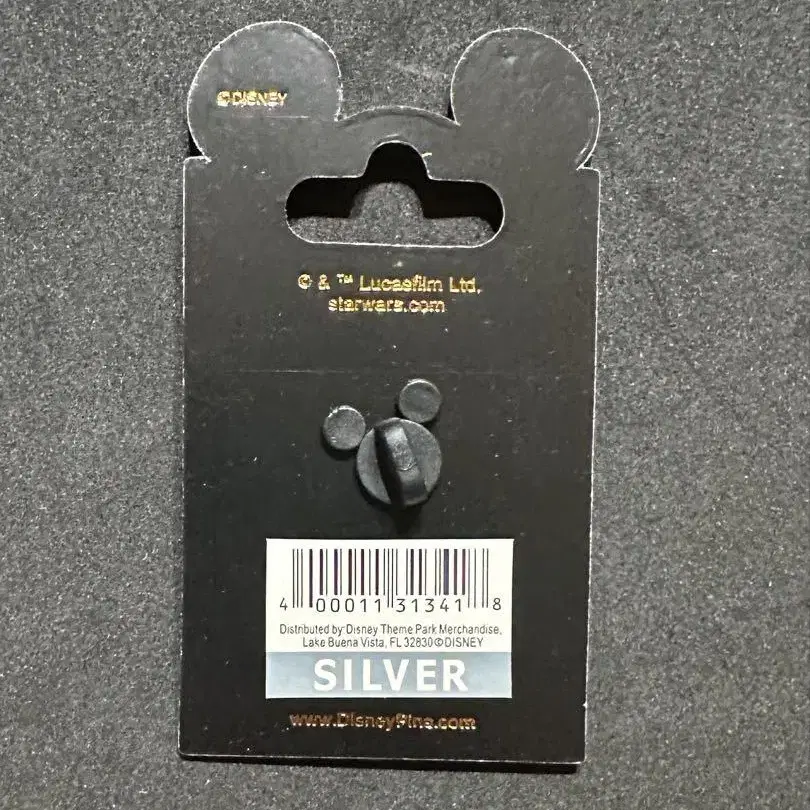 ©DISNEY
© & ™ Lucasfilm Ltd.
starwars.com
4 00011 31341 8
Distributed by Disney Theme Park Merchandise,
Lake Buena Vista, FL 32830 ©DISNEY
SILVER
www.DisneyPins.com